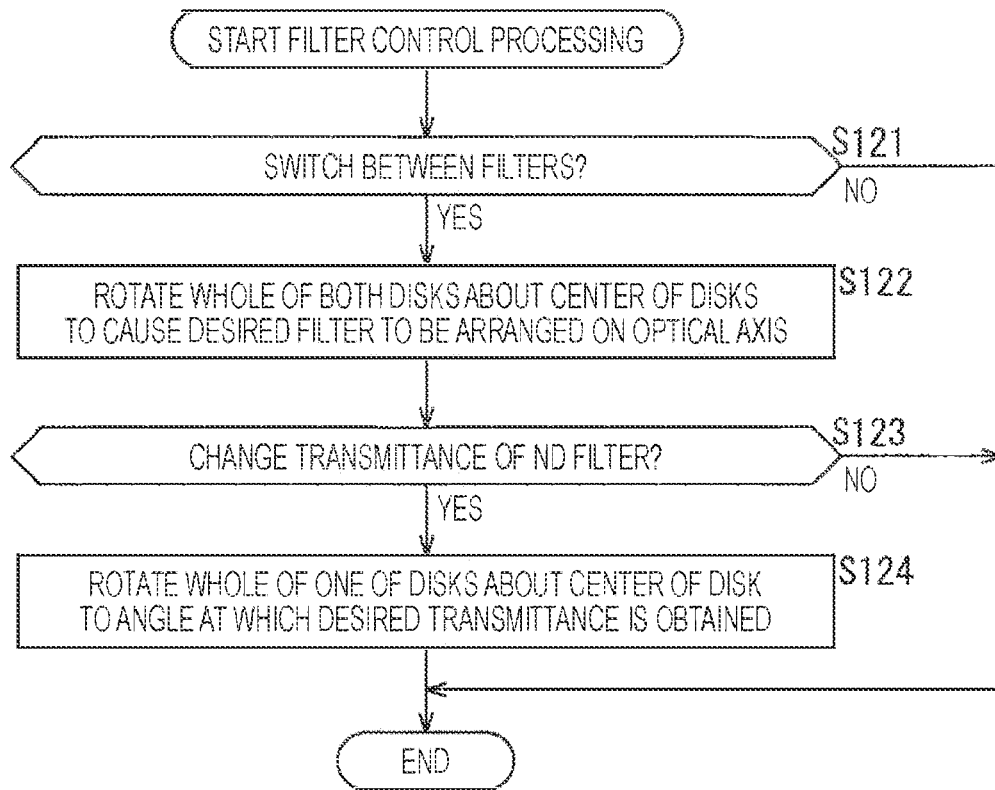 START FILTER CONTROL PROCESSING
S121
SWITCH BETWEEN FILTERS?
NO
YES
S122
ROTATE WHOLE OF BOTH DISKS ABOUT CENTER OF DISKS
TO CAUSE DESIRED FILTER TO BE ARRANGED ON OPTICAL AXIS
S123
CHANGE TRANSMITTANCE OF ND FILTER?
NO
YES
S124
ROTATE WHOLE OF ONE OF DISKS ABOUT CENTER OF DISK
TO ANGLE AT WHICH DESIRED TRANSMITTANCE IS OBTAINED
END